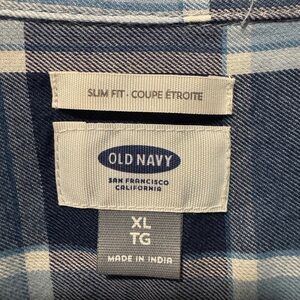 SLIM FIT · COUPE ÉTROITE
OLD NAVY
SAN FRANCISCO
CALIFORNIA
XL
TG
MADE IN INDIA